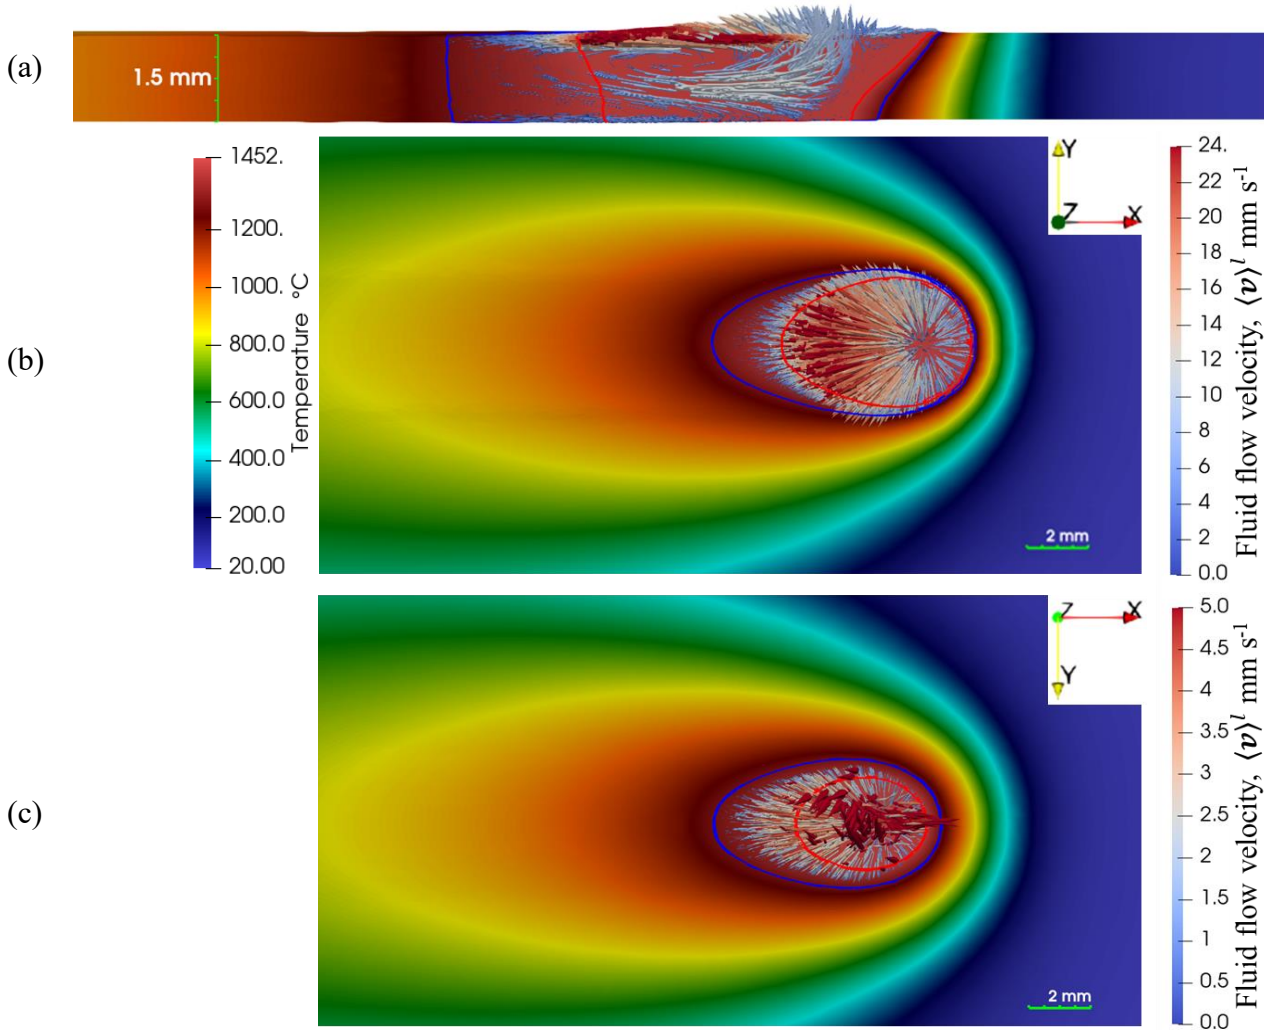 (a)
1.5 mm
(b)
1452.
1200.
1000.
800.0
600.0
400.0
200.0
20.00
Temperature °C
Y
Z
X
2 mm
24.
22
20
18
16
14
12
10
8
6
4
2
0.0
Fluid flow velocity, ⟨v⟩ˡ mm s⁻¹
(c)
Z
X
Y
2 mm
5.0
4.5
4
3.5
3
2.5
2
1.5
1
0.5
0.0
Fluid flow velocity, ⟨v⟩ˡ mm s⁻¹